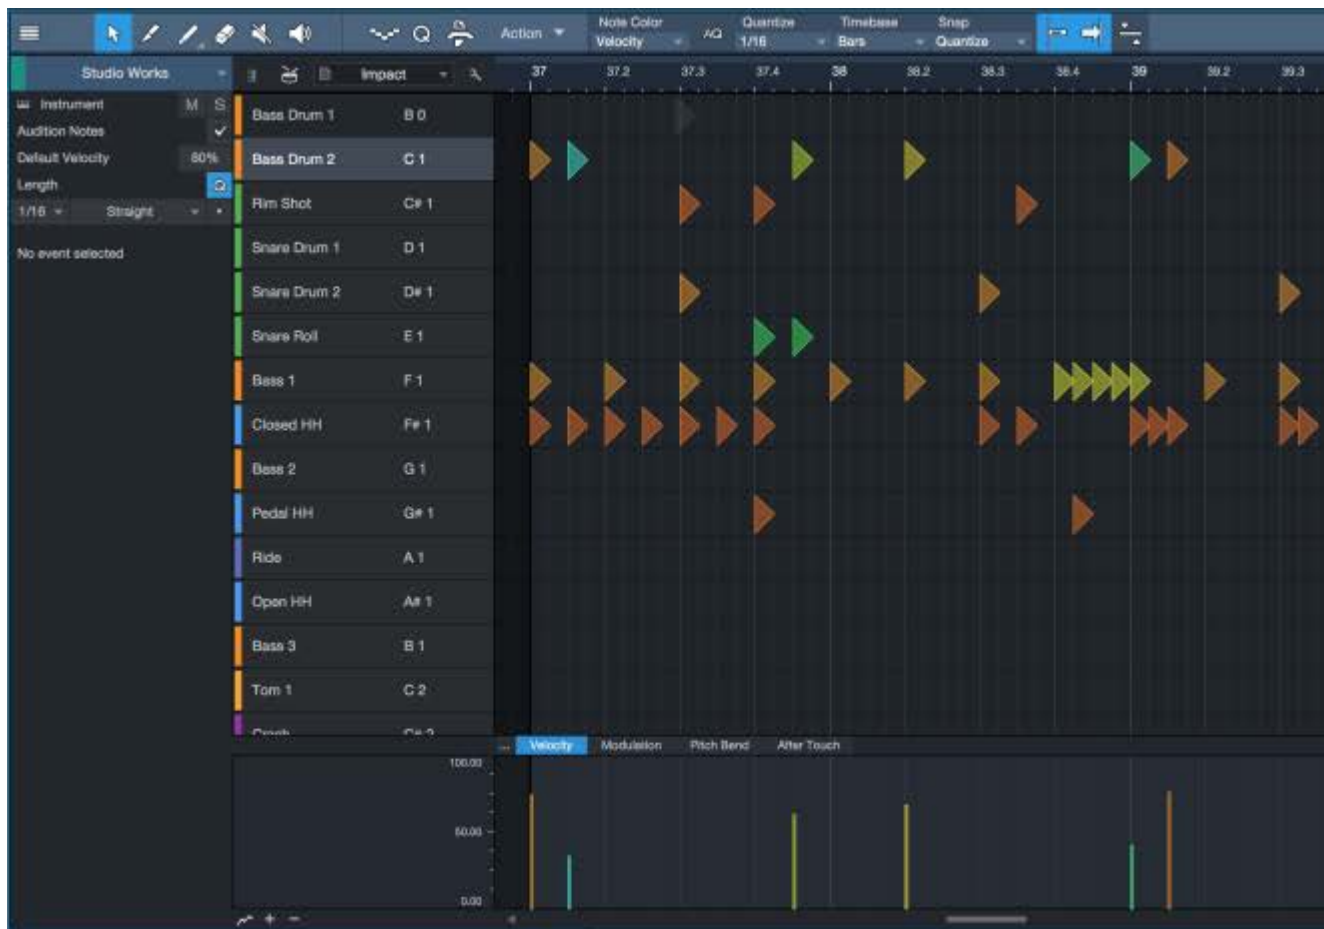 Action
Note Color
Velocity
AQ
Quantize
1/16
Timebase
Bars
Snap
Quantize
Studio Works
Impact
37 37.2 37.3 37.4 38 38.2 38.3 38.4 39 39.2 39.3
Instrument M S
Audition Notes
Default Velocity 80%
Length
1/16 Straight
No event selected
Bass Drum 1 B 0
Bass Drum 2 C 1
Rim Shot C# 1
Snare Drum 1 D 1
Snare Drum 2 D# 1
Snare Roll E 1
Bass 1 F 1
Closed HH F# 1
Bass 2 G 1
Pedal HH G# 1
Ride A 1
Open HH A# 1
Bass 3 B 1
Tom 1 C 2
Crash C# 2
... Velocity Modulation Pitch Bend After Touch
100.00
50.00
0.00